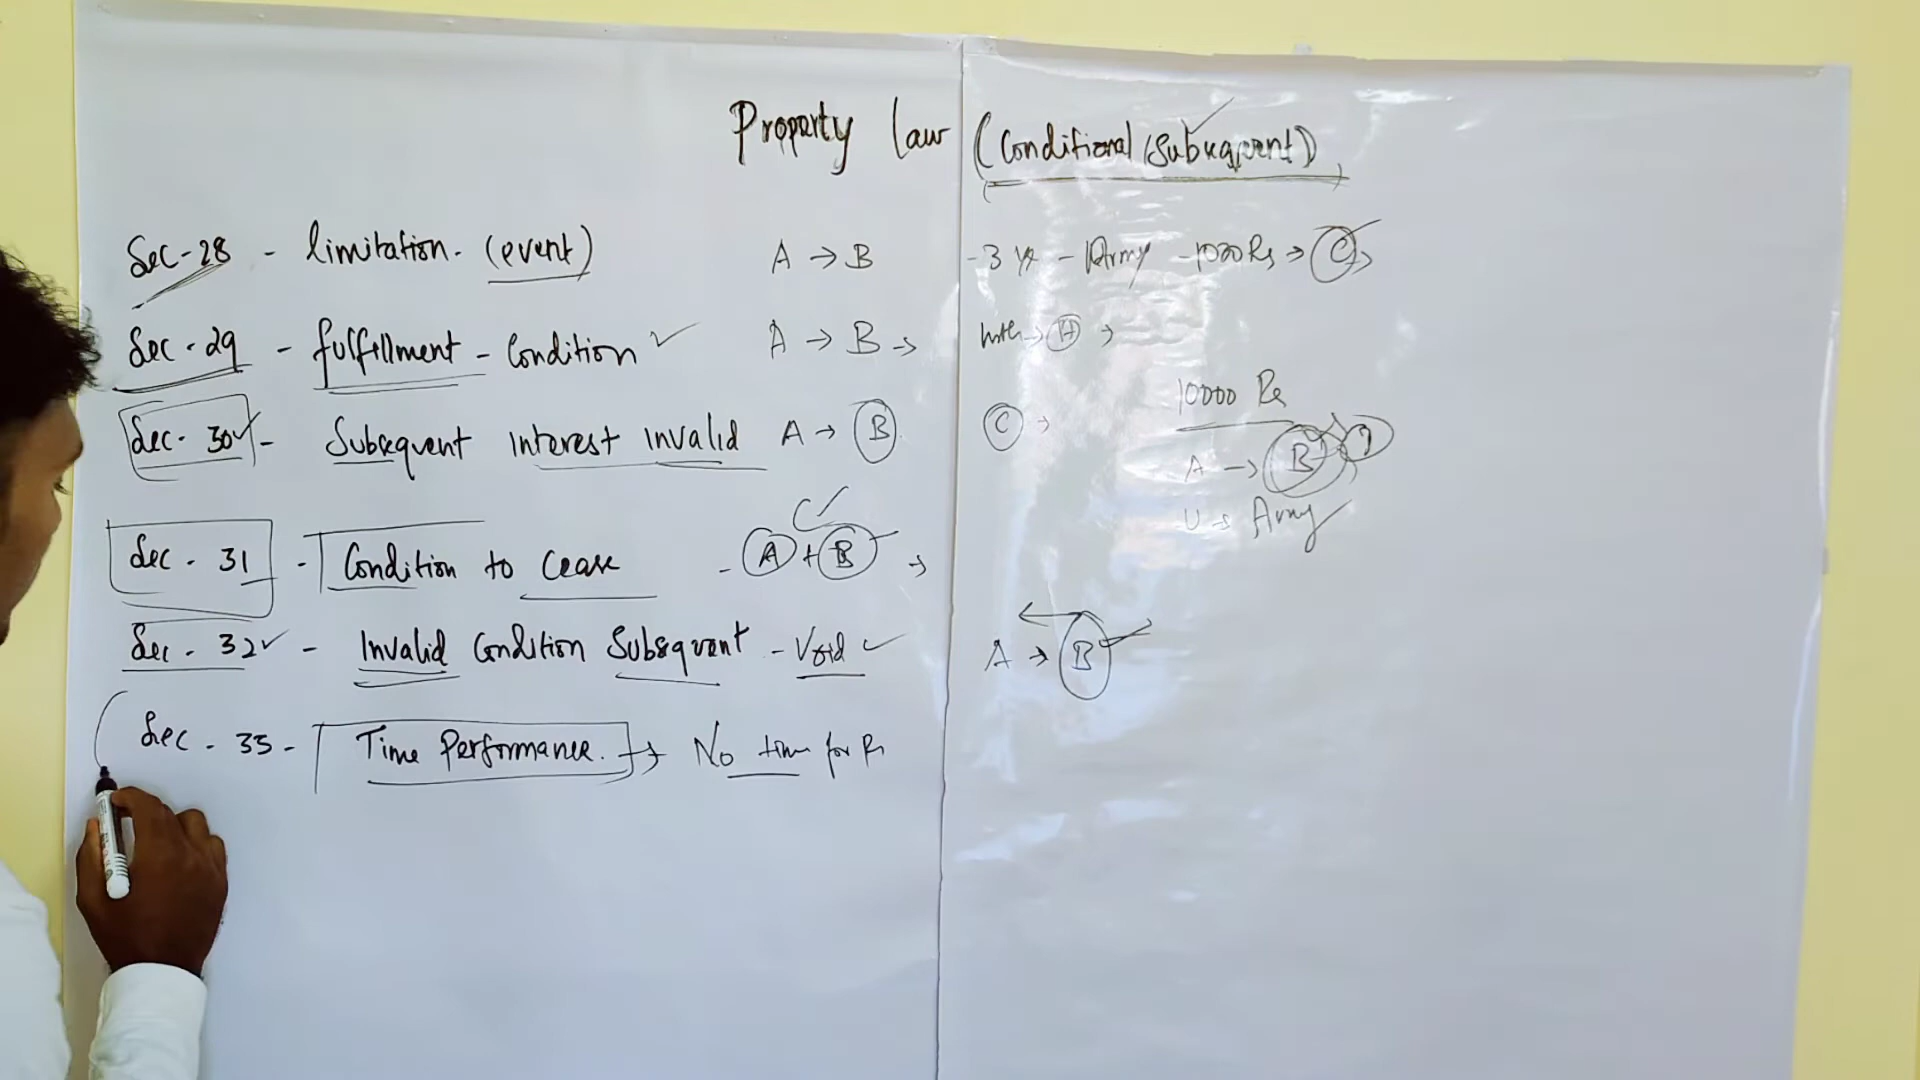 Property law (Conditional Subsequent)
Sec-28 - limitation. (event) A → B - 3 yr - Army - 1000 Rs → C →
Sec - 29 - fulfillment - Condition ✓ A → B → → A →
10000 Rs
Sec - 30 ✓ - Subsequent interest invalid A → B C → A → B
C ✓ U → Army
Sec - 31 - Condition to Cease - A + B →
Sec - 32 ✓ - Invalid Condition Subsequent - Void ✓ A → B
Sec - 33 - Time Performance. → No time for